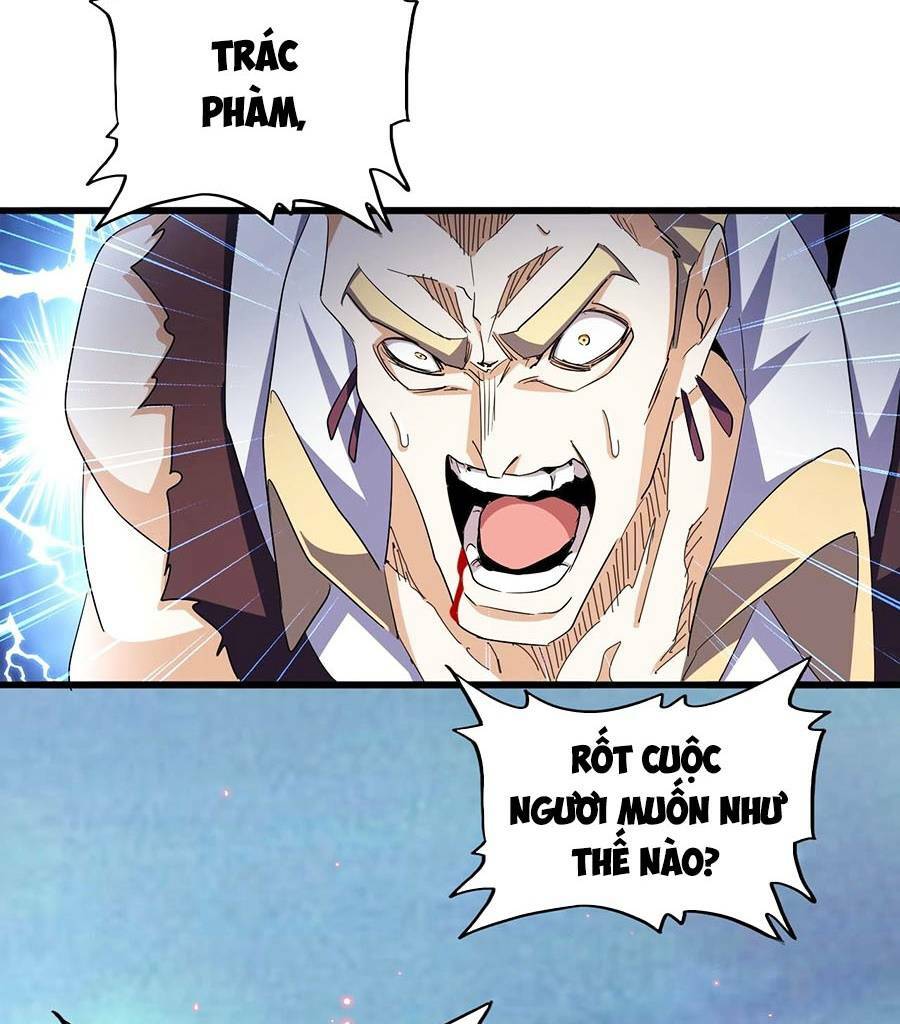 TRÁC
PHÀM,
RỐT CUỘC
NGƯƠI MUỐN NHƯ
THẾ NÀO?